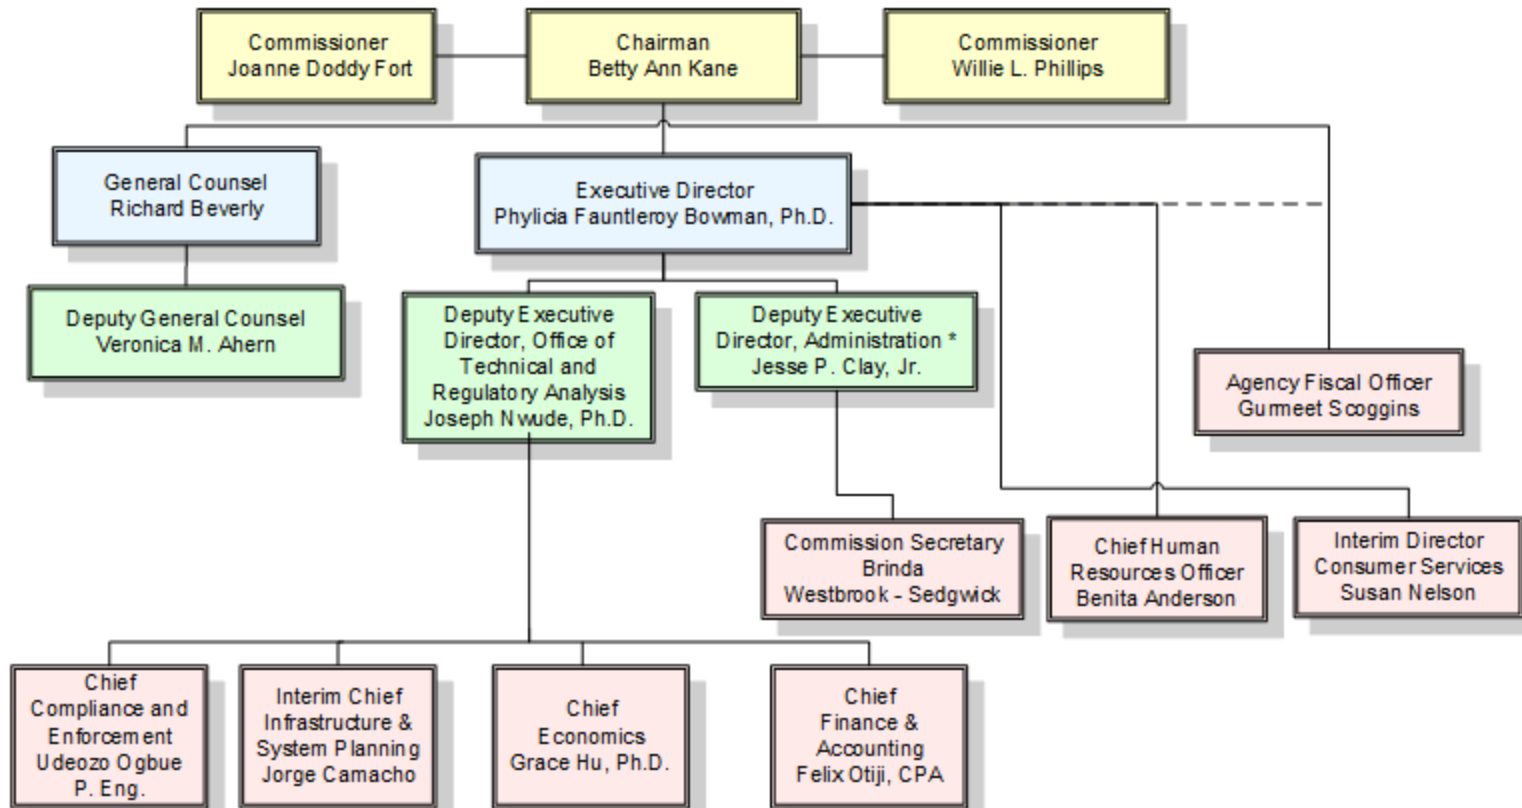 Commissioner
Joanne Doddy Fort
Chairman
Betty Ann Kane
Commissioner
Willie L. Phillips
General Counsel
Richard Beverly
Executive Director
Phylicia Fauntleroy Bowman, Ph.D.
Deputy General Counsel
Veronica M. Ahern
Deputy Executive
Director, Office of
Technical and
Regulatory Analysis
Joseph Nwude, Ph.D.
Deputy Executive
Director, Administration *
Jesse P. Clay, Jr.
Agency Fiscal Officer
Gurmeet Scoggins
Commission Secretary
Brinda
Westbrook - Sedgwick
Chief Human
Resources Officer
Benita Anderson
Interim Director
Consumer Services
Susan Nelson
Chief
Compliance and
Enforcement
Udeozo Ogbue
P. Eng.
Interim Chief
Infrastructure &
System Planning
Jorge Camacho
Chief
Economics
Grace Hu, Ph.D.
Chief
Finance &
Accounting
Felix Otiji, CPA